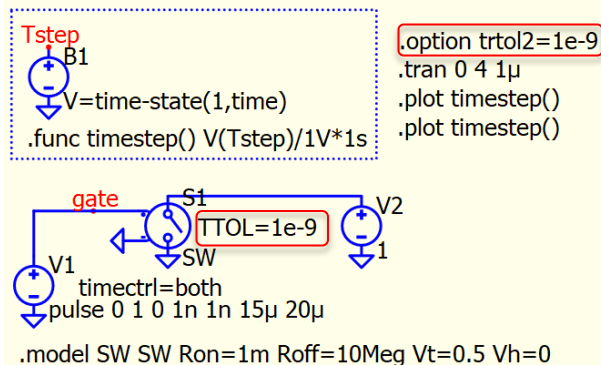 Tstep
B1
V=time-state(1,time)
.func timestep() V(Tstep)/1V*1s
.option trtol2=1e-9
.tran 0 4 1µ
.plot timestep()
.plot timestep()
gate
S1
TTOL=1e-9
SW
V2
1
V1
timectrl=both
pulse 0 1 0 1n 1n 15µ 20µ
.model SW SW Ron=1m Roff=10Meg Vt=0.5 Vh=0